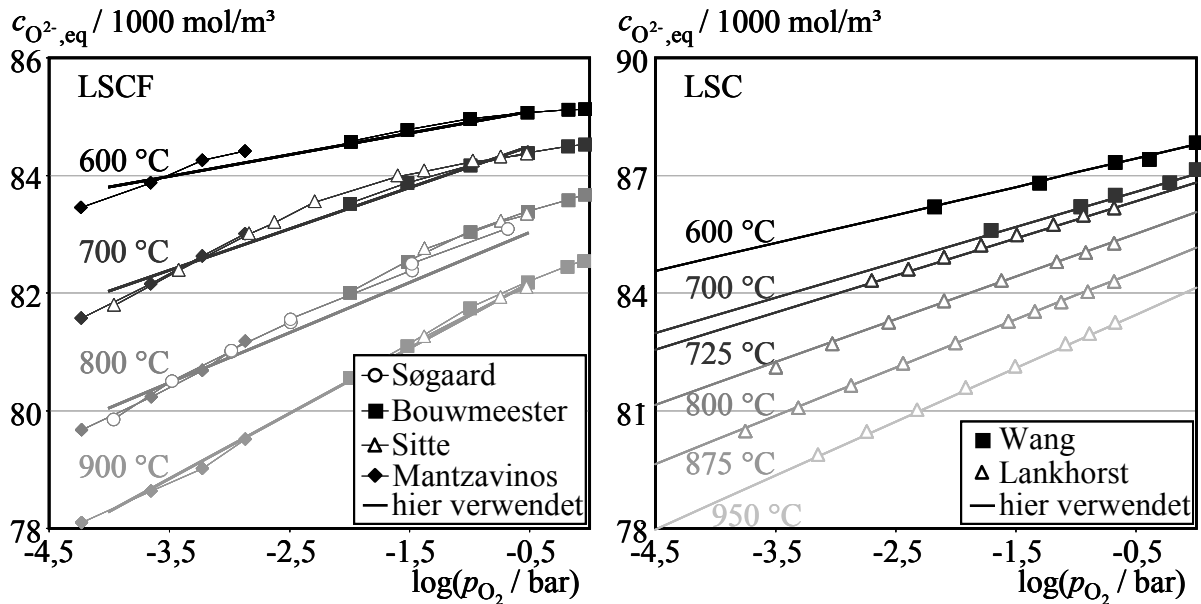 c_O²⁻,eq / 1000 mol/m³
86
84
82
80
78
LSCF
600 °C
700 °C
800 °C
900 °C
Søgaard
Bouwmeester
Sitte
Mantzavinos
hier verwendet
-4,5 -3,5 -2,5 -1,5 -0,5
log(p_O₂ / bar)
c_O²⁻,eq / 1000 mol/m³
90
87
84
81
78
LSC
600 °C
700 °C
725 °C
800 °C
875 °C
950 °C
Wang
Lankhorst
hier verwendet
-4,5 -3,5 -2,5 -1,5 -0,5
log(p_O₂ / bar)